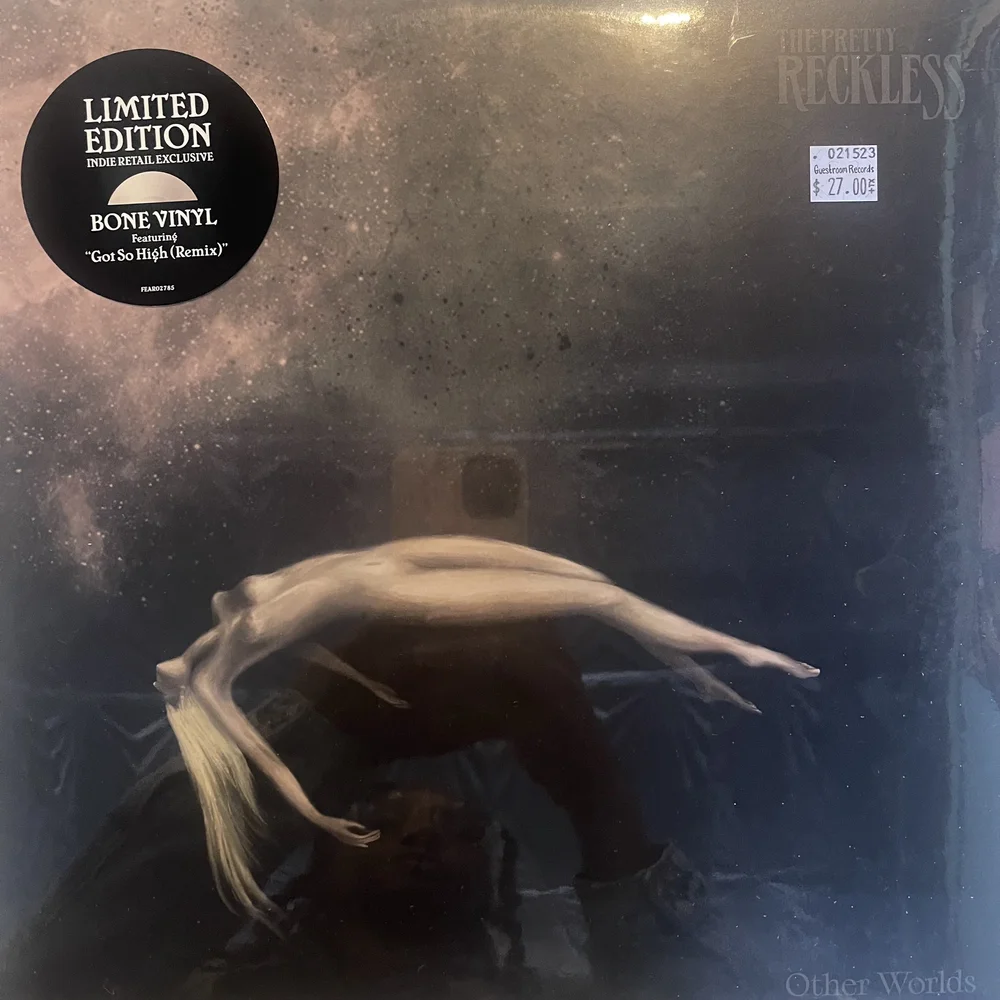 LIMITED
EDITION
INDIE RETAIL EXCLUSIVE
BONE VINYL
Featuring
"Got So High (Remix)"
FEAR02785
THE PRETTY
RECKLESS
. 021523
Guestroom Records
$ 27.00 +TX
Other Worlds